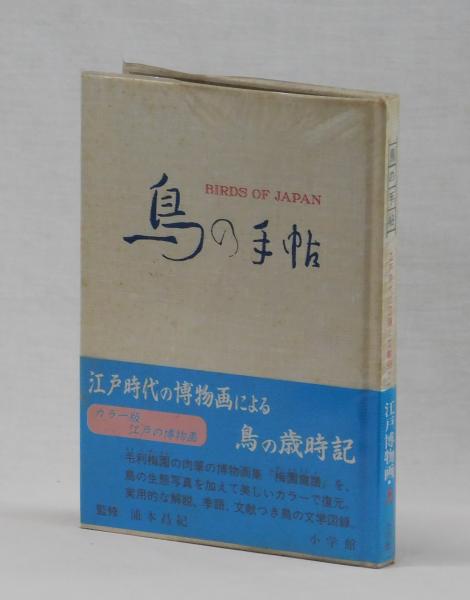 BIRDS OF JAPAN
鳥の手帖
江戸時代の博物画による
鳥の歳時記
カラー版
江戸の博物画
毛利梅園の肉筆の博物画集『梅園禽譜』を、
鳥の生態写真を加えて美しいカラーで復元。
実用的な解説、季語、文献つき鳥の文学図録。
監修 浦本昌紀
小学館
鳥の手帖
江戸博物画・